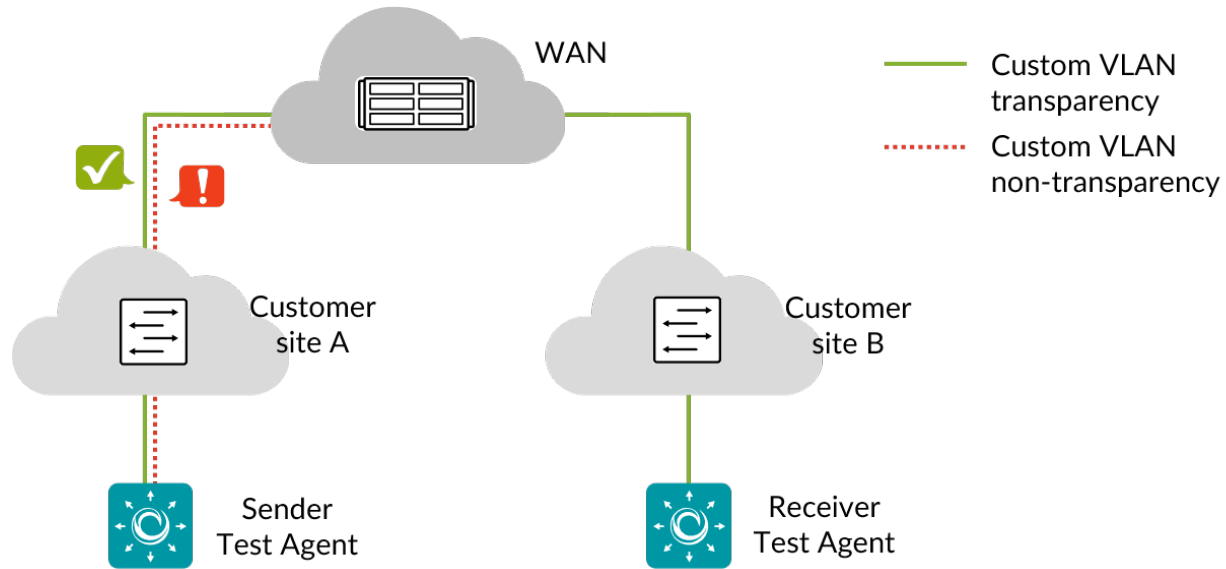 WAN
Custom VLAN
transparency
Custom VLAN
non-transparency
Customer
site A
Customer
site B
Sender
Test Agent
Receiver
Test Agent